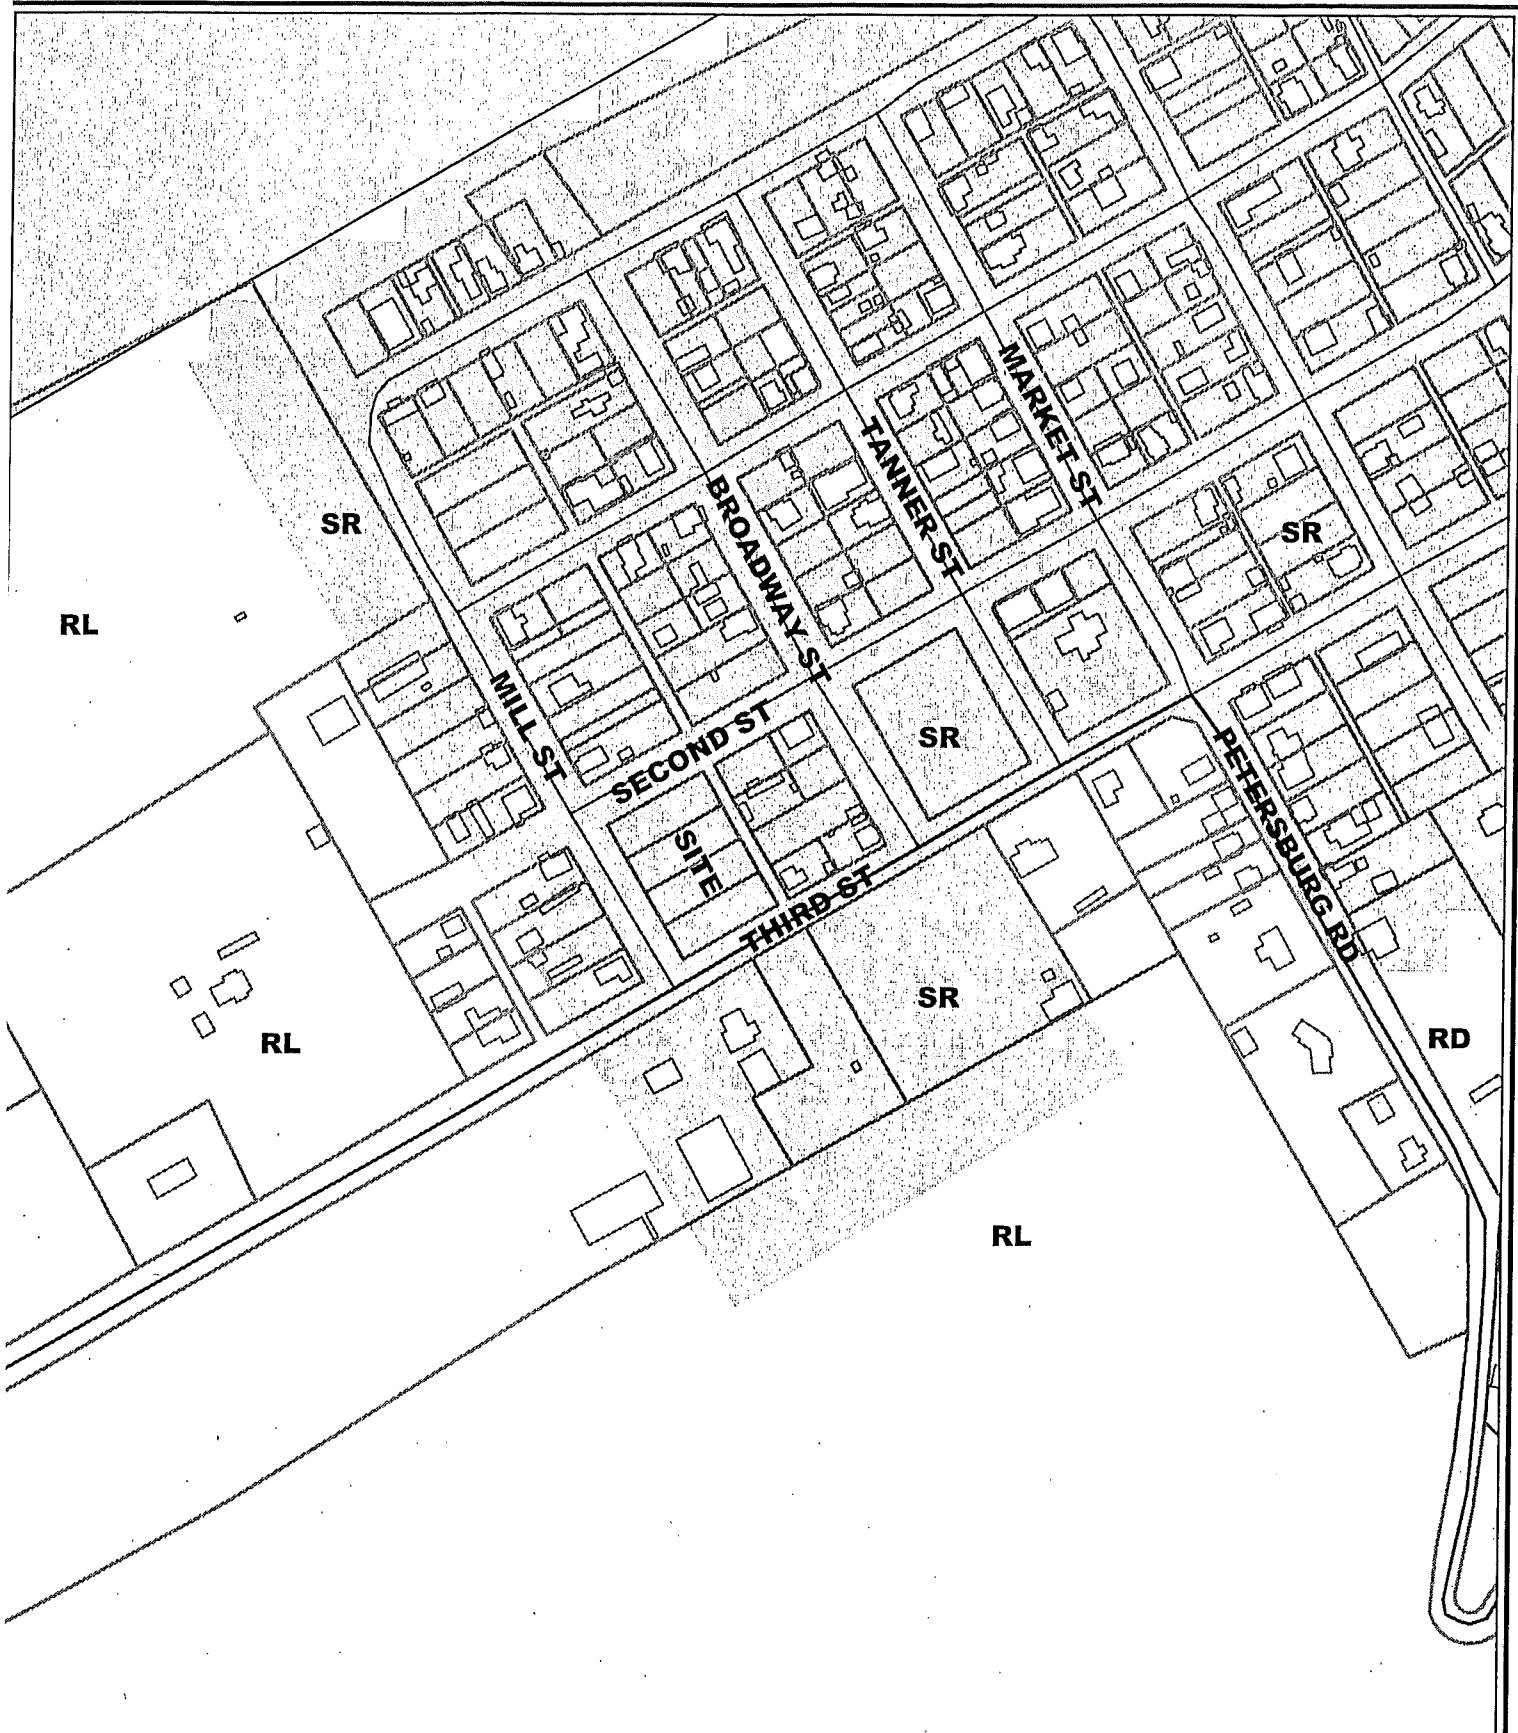 MARKET ST
TANNER ST
BROADWAY ST
SR
SR
RL
MILL ST
SECOND ST
SR
PETERSBURG RD
SITE
THIRD ST
SR
RD
RL
RL